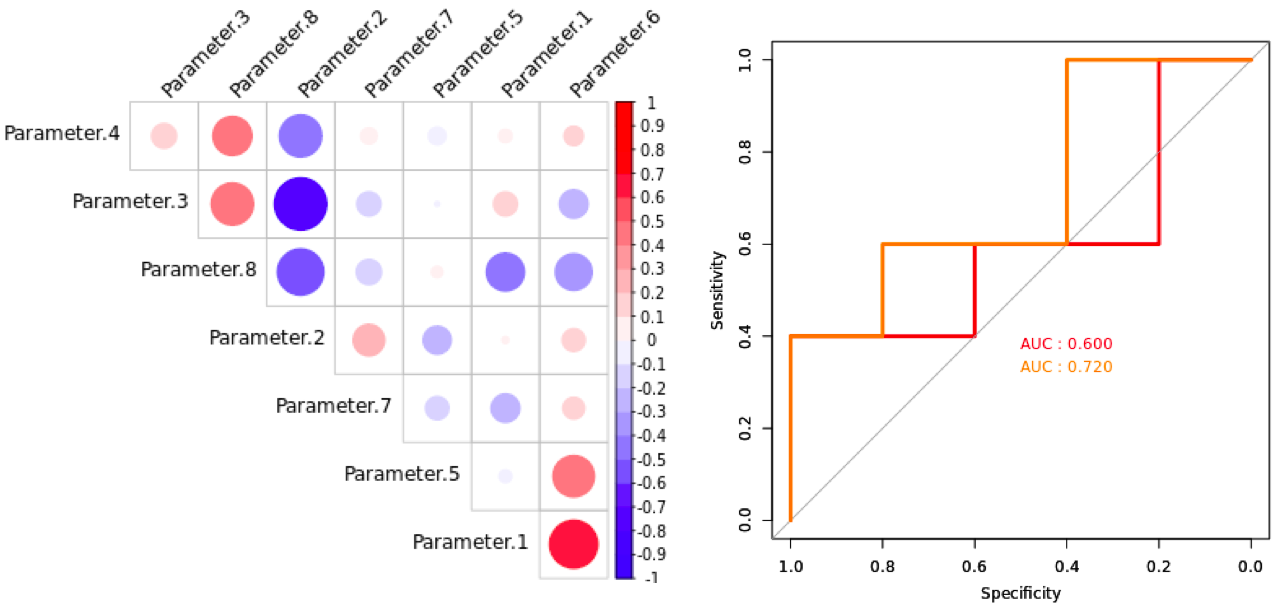 Parameter.3
Parameter.8
Parameter.2
Parameter.7
Parameter.5
Parameter.1
Parameter.6
Parameter.4
Parameter.3
Parameter.8
Parameter.2
Parameter.7
Parameter.5
Parameter.1
1
0.9
0.8
0.7
0.6
0.5
0.4
0.3
0.2
0.1
0
-0.1
-0.2
-0.3
-0.4
-0.5
-0.6
-0.7
-0.8
-0.9
-1
Sensitivity
1.0
0.8
0.6
0.4
0.2
0.0
AUC : 0.600
AUC : 0.720
1.0 0.8 0.6 0.4 0.2 0.0
Specificity